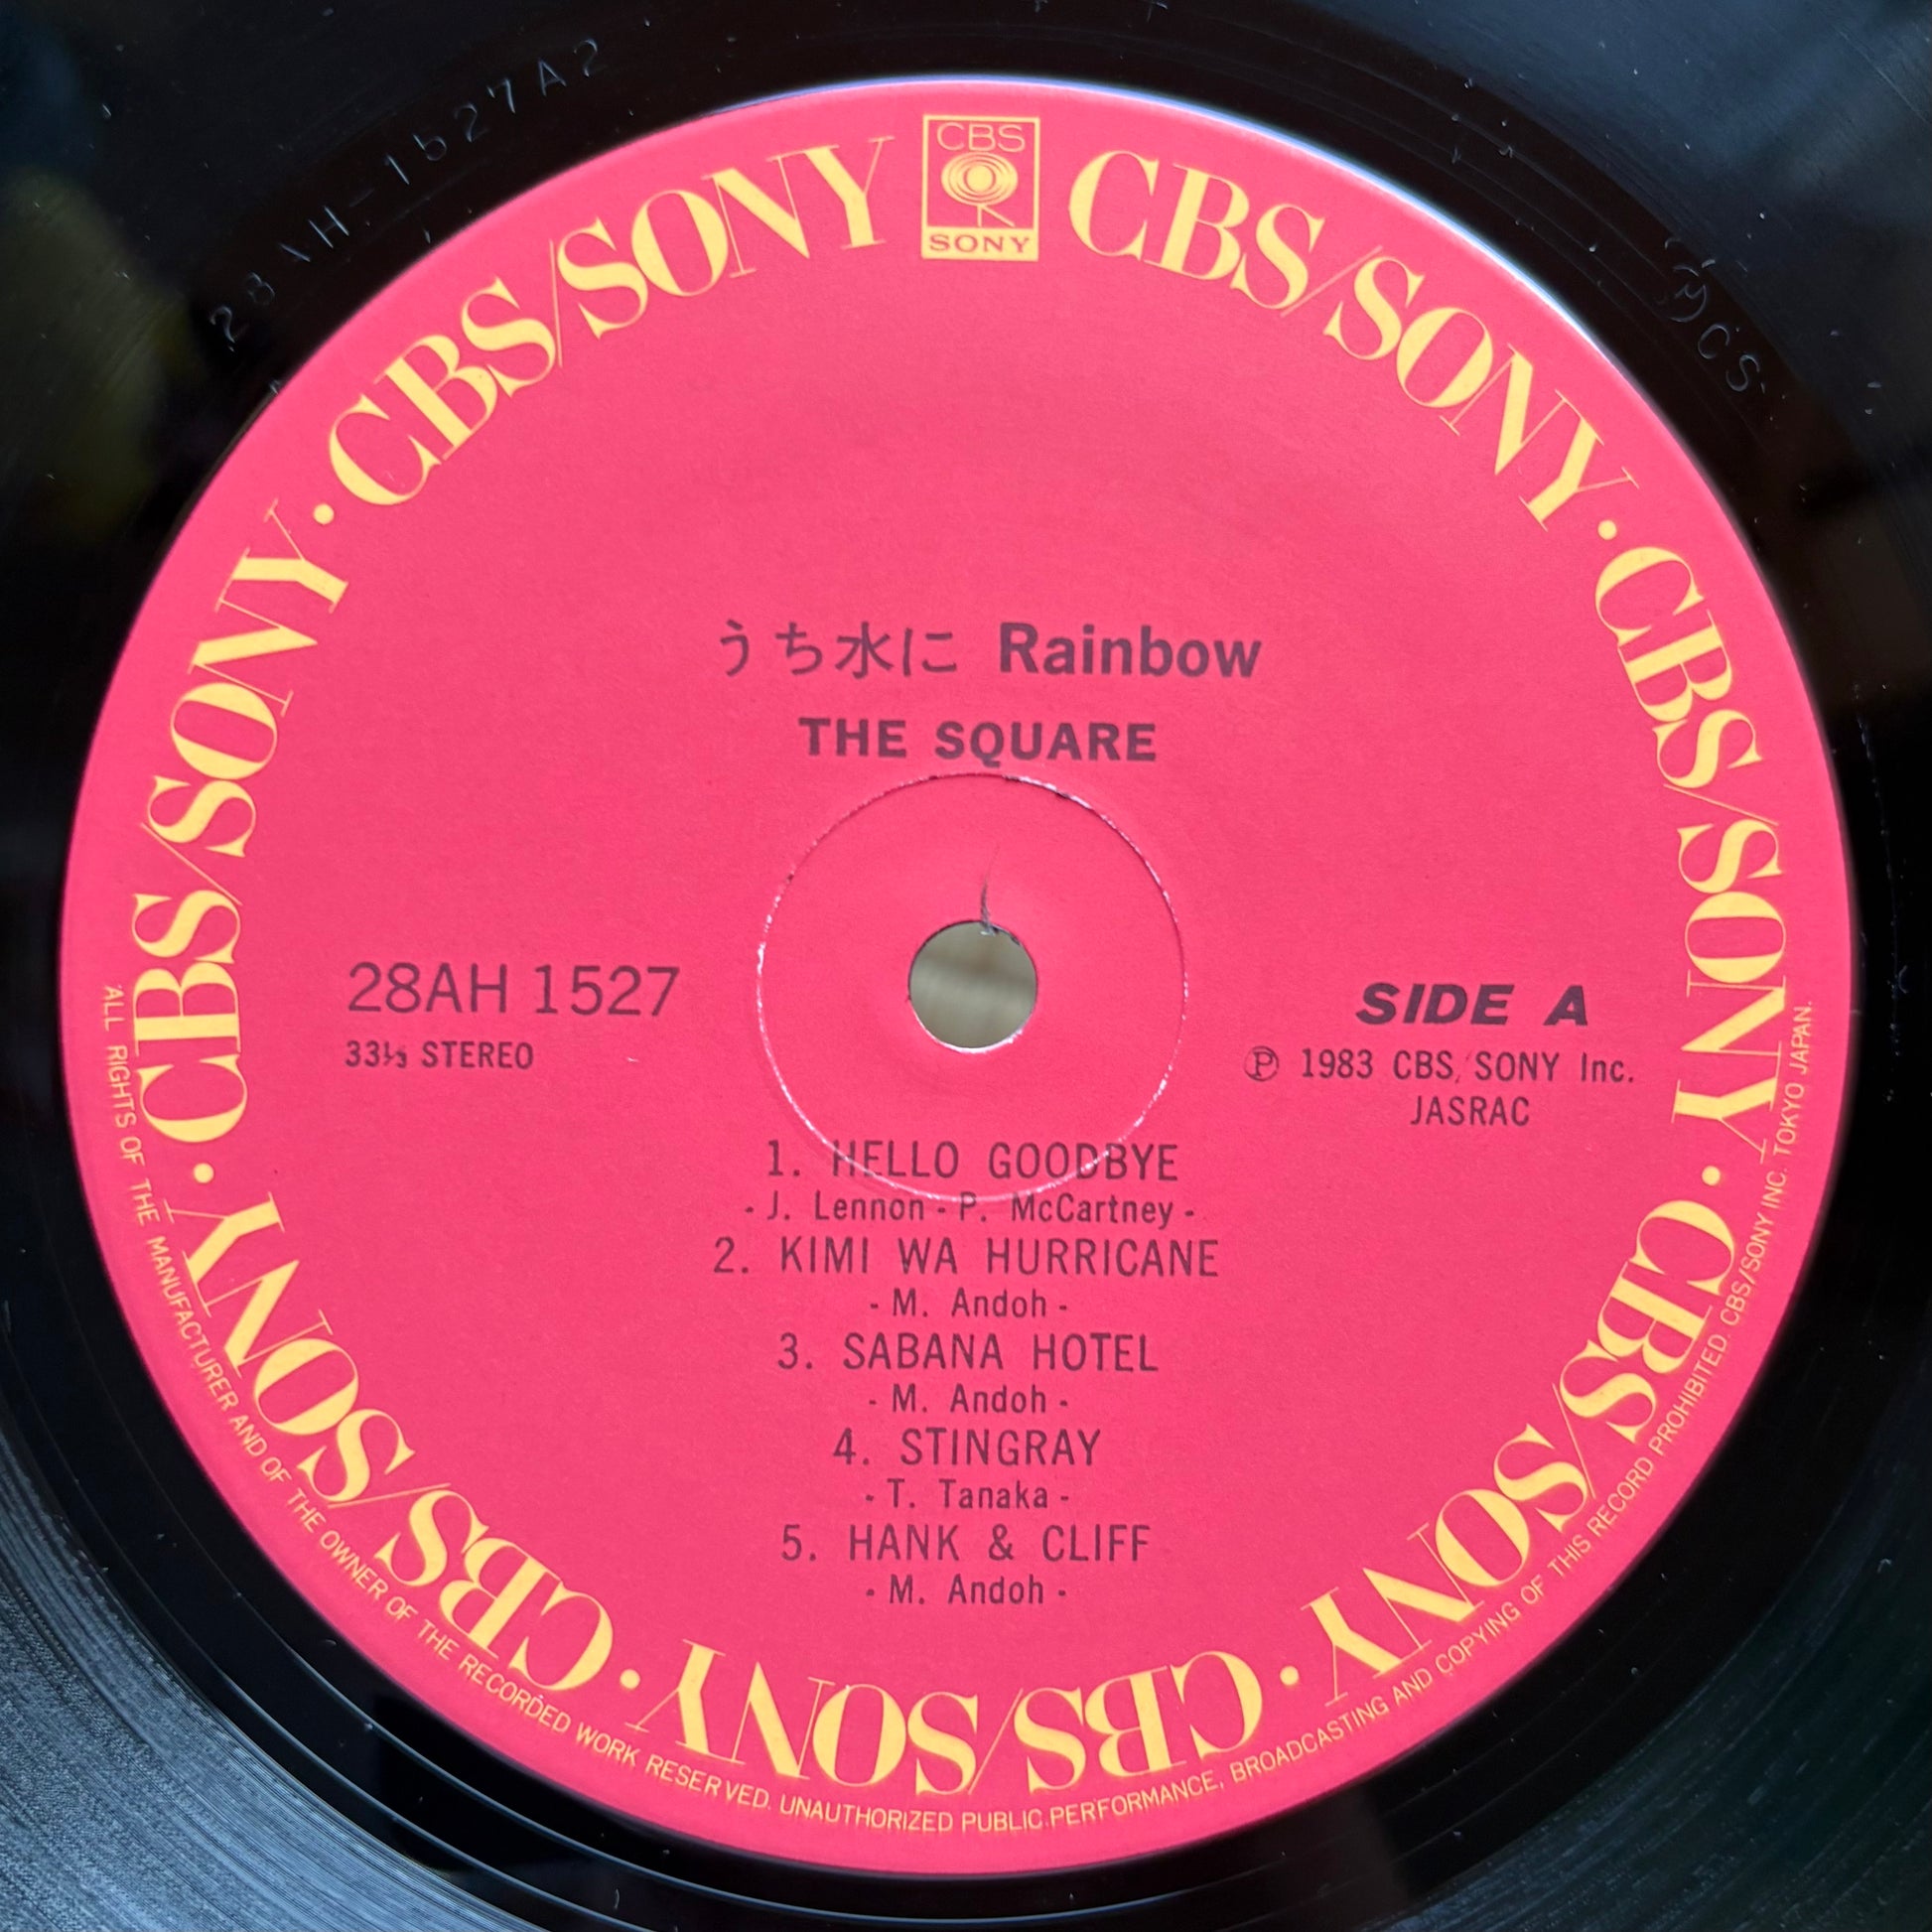 28AH-1527A2
CS
CBS
SONY
CBS/SONY · CBS/SONY · CBS/SONY · CBS/SONY · CBS/SONY · CBS/SONY · CBS/SONY · CBS/SONY
うち水に Rainbow
THE SQUARE
28AH 1527
33⅓ STEREO
SIDE A
Ⓟ 1983 CBS/SONY Inc.
JASRAC
1. HELLO GOODBYE
- J. Lennon - P. McCartney -
2. KIMI WA HURRICANE
- M. Andoh -
3. SABANA HOTEL
- M. Andoh -
4. STINGRAY
- T. Tanaka -
5. HANK & CLIFF
- M. Andoh -
ALL RIGHTS OF THE MANUFACTURER AND OF THE OWNER OF THE RECORDED WORK RESERVED. UNAUTHORIZED PUBLIC PERFORMANCE, BROADCASTING AND COPYING OF THIS RECORD PROHIBITED. CBS/SONY INC. TOKYO JAPAN.